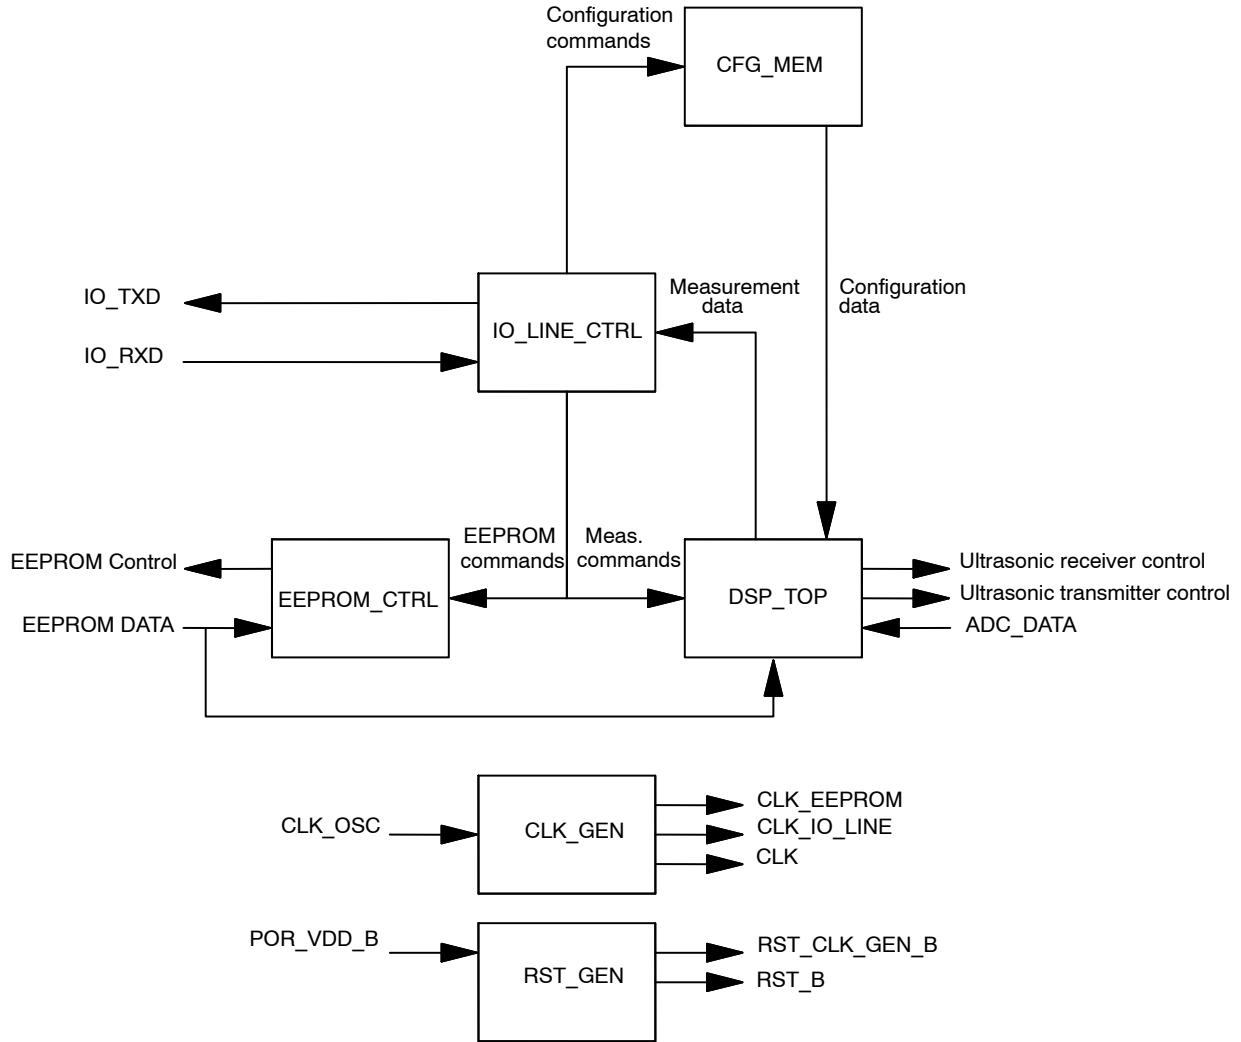 Configuration
commands
CFG_MEM
IO_TXD
IO_RXD
IO_LINE_CTRL
Measurement
data
Configuration
data
EEPROM Control
EEPROM DATA
EEPROM_CTRL
EEPROM
commands
Meas.
commands
DSP_TOP
Ultrasonic receiver control
Ultrasonic transmitter control
ADC_DATA
CLK_OSC
CLK_GEN
CLK_EEPROM
CLK_IO_LINE
CLK
POR_VDD_B
RST_GEN
RST_CLK_GEN_B
RST_B